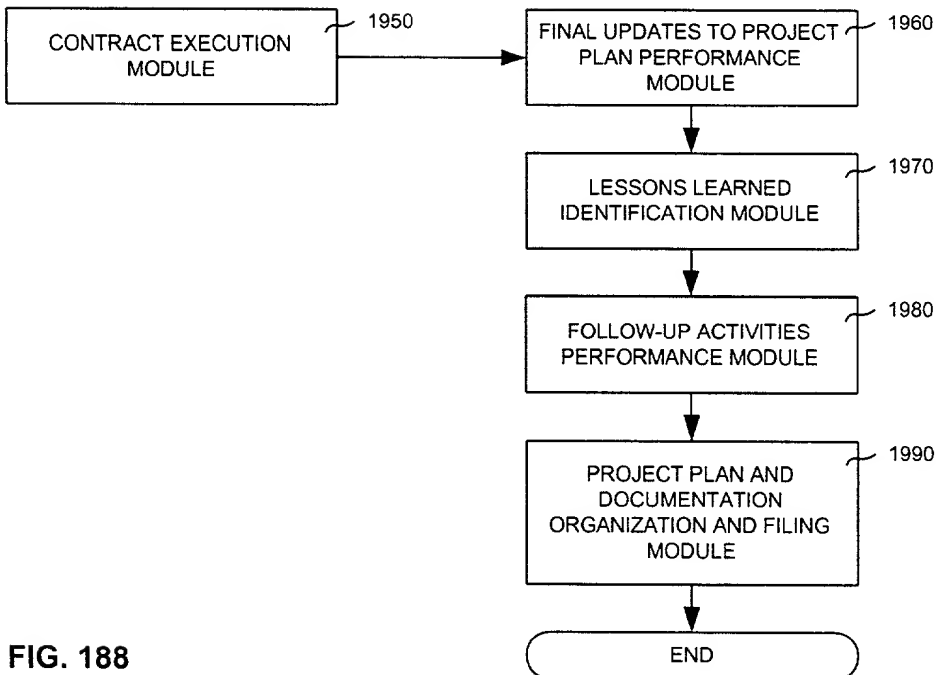 1950
CONTRACT EXECUTION
MODULE
1960
FINAL UPDATES TO PROJECT
PLAN PERFORMANCE
MODULE
1970
LESSONS LEARNED
IDENTIFICATION MODULE
1980
FOLLOW-UP ACTIVITIES
PERFORMANCE MODULE
1990
PROJECT PLAN AND
DOCUMENTATION
ORGANIZATION AND FILING
MODULE
END
FIG. 188